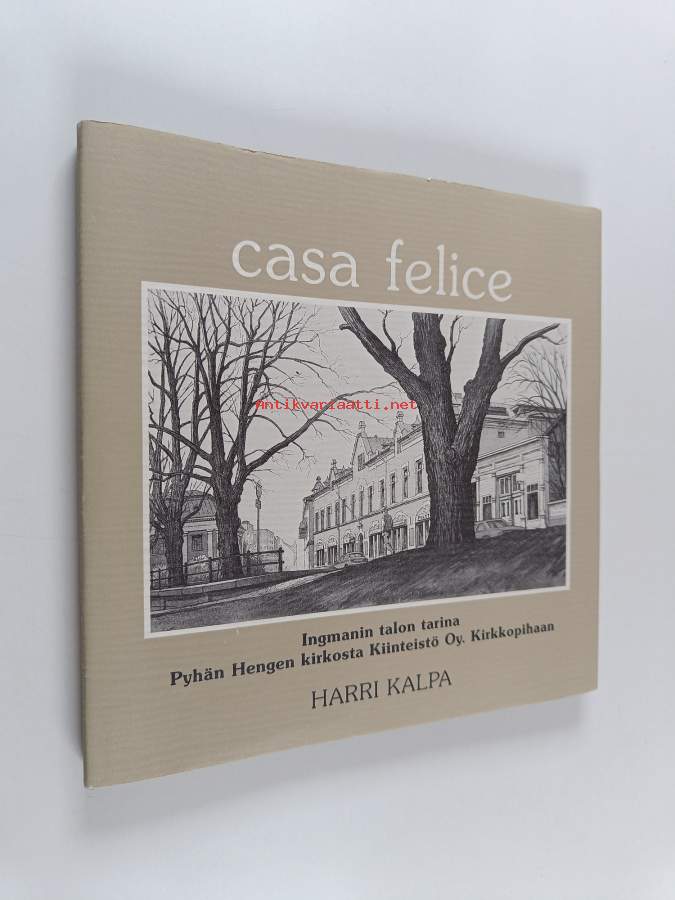 casa felice
Antikvariaatti.net
Ingmanin talon tarina
Pyhän Hengen kirkosta Kiinteistö Oy. Kirkkopihaan
HARRI KALPA